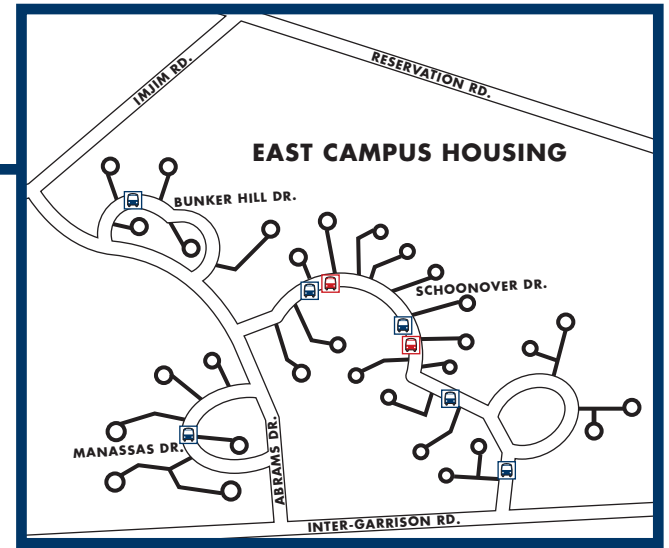 IMJIM RD.
RESERVATION RD.
EAST CAMPUS HOUSING
BUNKER HILL DR.
SCHOONOVER DR.
MANASSAS DR.
ABRAMS DR.
INTER-GARRISON RD.